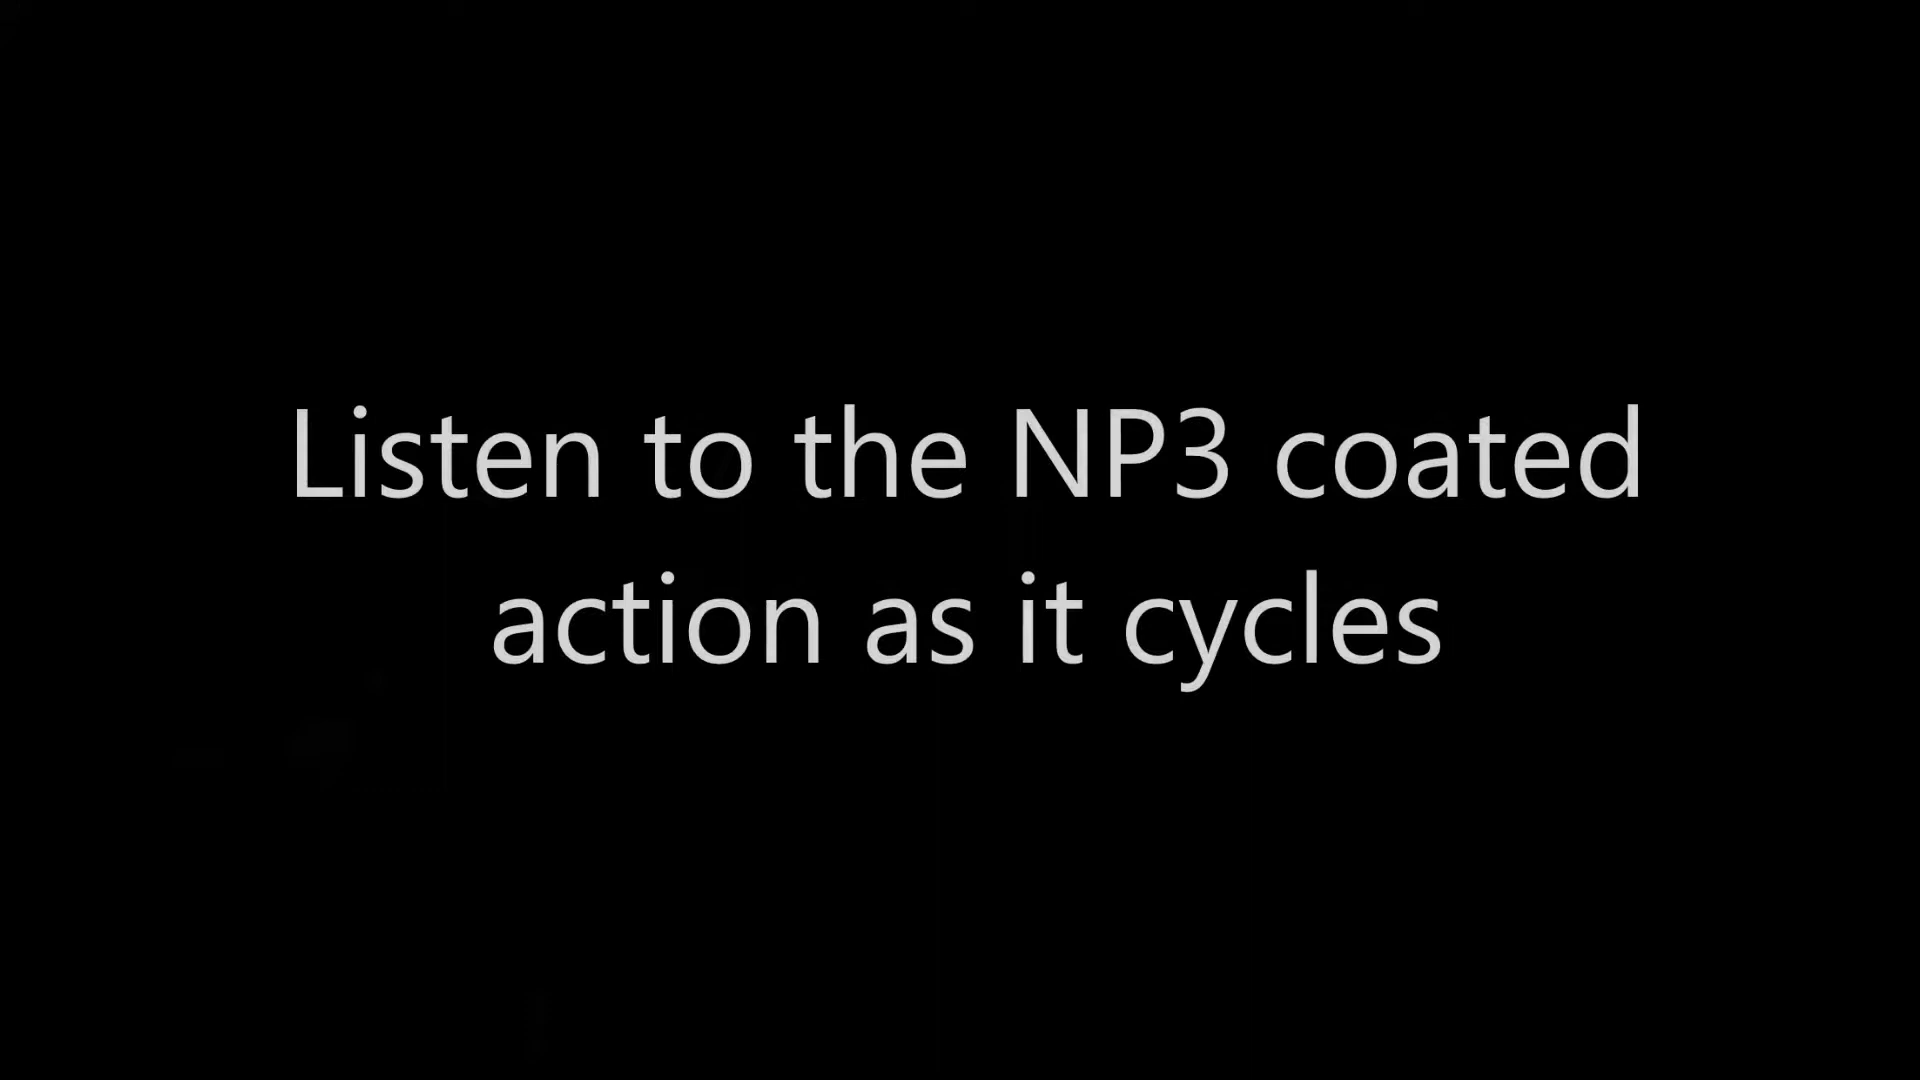 Listen to the NP3 coated
action as it cycles